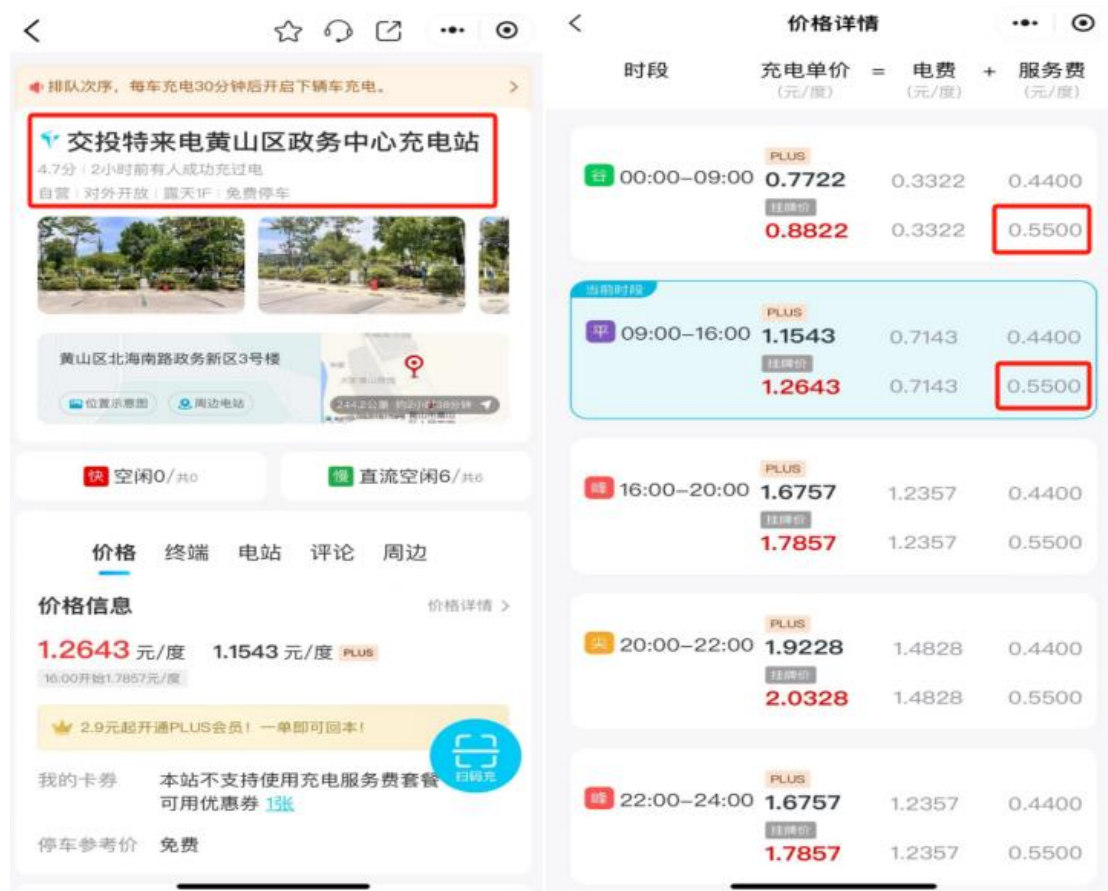 排队次序，每车充电30分钟后开启下辆车充电。
交投特来电黄山区政务中心充电站
4.7分 | 2小时前有人成功充过电
自营 | 对外开放 | 露天1F | 免费停车
黄山区北海南路政务新区3号楼
位置示意图 周边电站
快 空闲0/共0 慢 直流空闲6/共6
价格 终端 电站 评论 周边
价格信息 价格详情
1.2643 元/度 1.1543 元/度 PLUS
16:00开始1.7857元/度
2.9元起开通PLUS会员！一单即可回本！
我的卡券 本站不支持使用充电服务费套餐
可用优惠券 1张
扫码充
停车参考价 免费
价格详情
时段 充电单价 = 电费 + 服务费
(元/度) (元/度) (元/度)
PLUS
谷 00:00-09:00 0.7722 0.3322 0.4400
挂牌价
0.8822 0.3322 0.5500
当前时段
PLUS
平 09:00-16:00 1.1543 0.7143 0.4400
挂牌价
1.2643 0.7143 0.5500
PLUS
峰 16:00-20:00 1.6757 1.2357 0.4400
挂牌价
1.7857 1.2357 0.5500
PLUS
尖 20:00-22:00 1.9228 1.4828 0.4400
挂牌价
2.0328 1.4828 0.5500
PLUS
峰 22:00-24:00 1.6757 1.2357 0.4400
挂牌价
1.7857 1.2357 0.5500